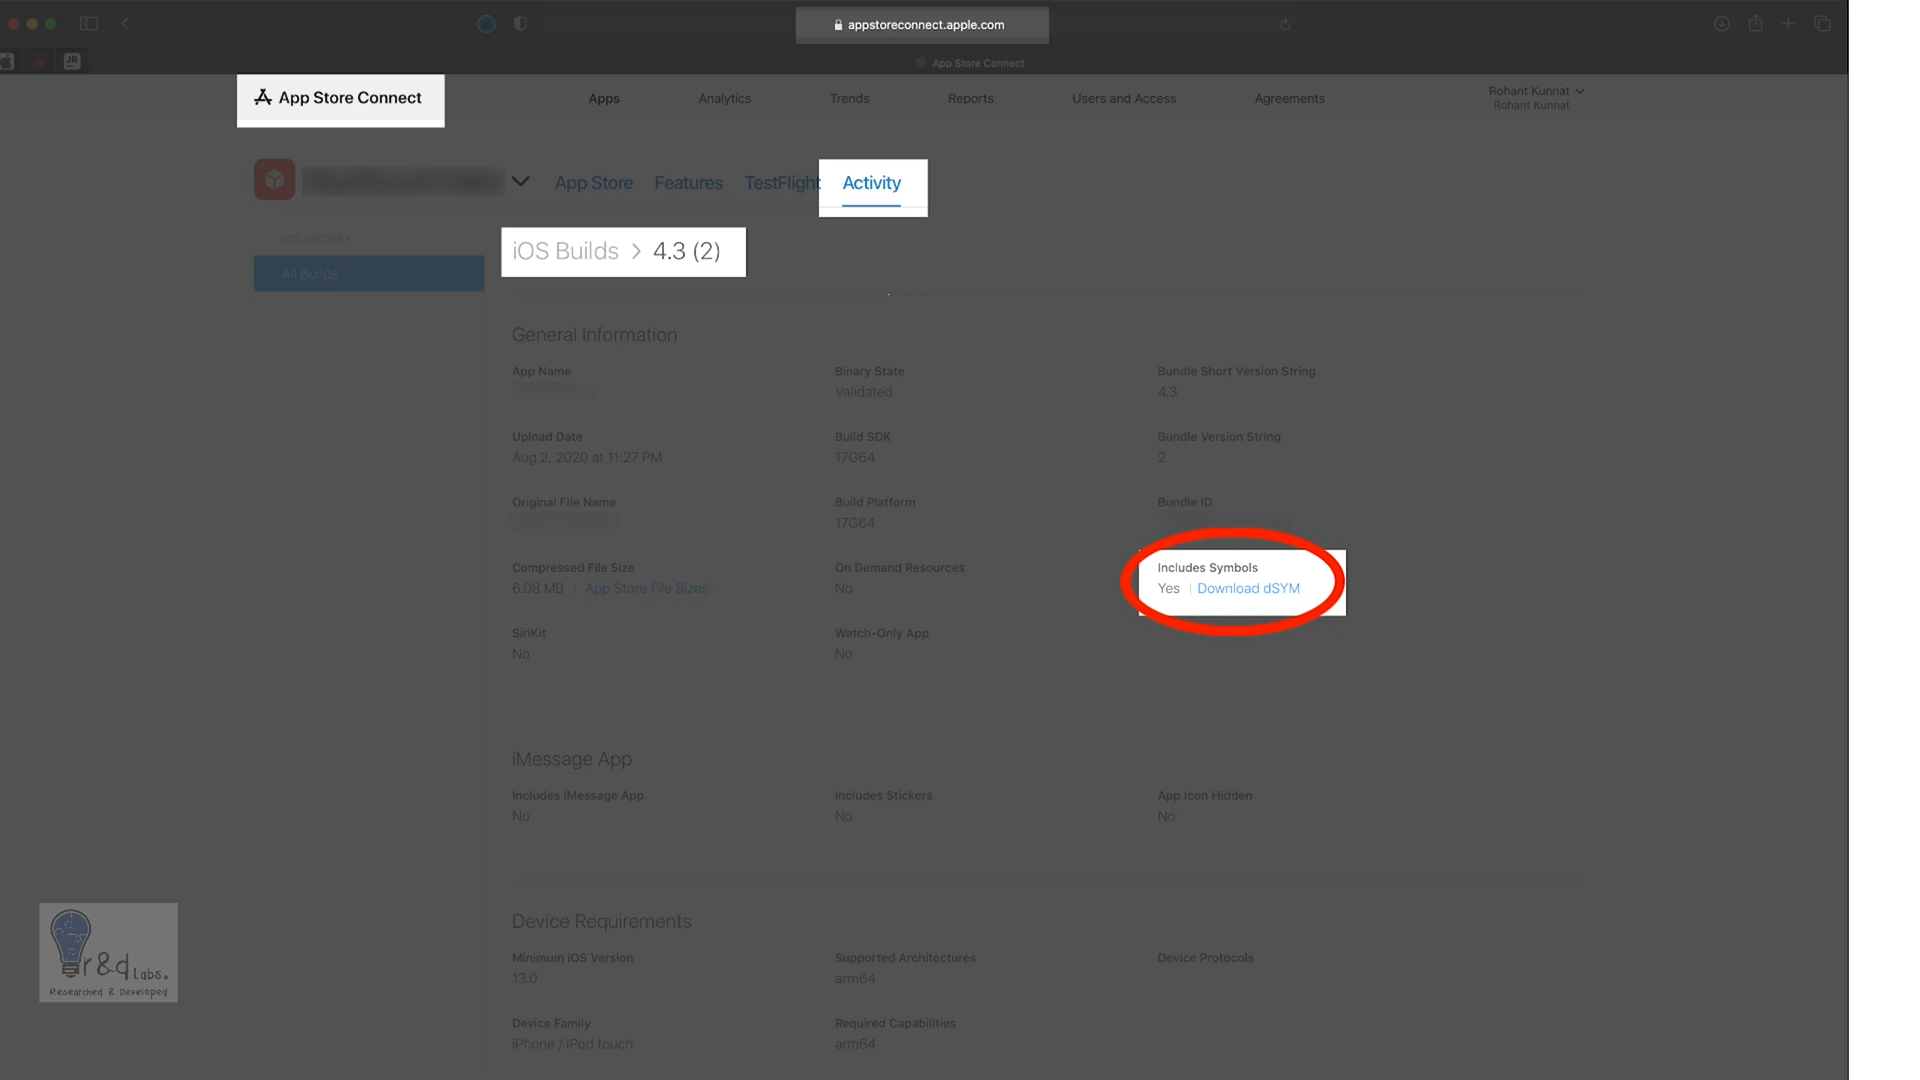 appstoreconnect.apple.com
JB
App Store Connect
App Store Connect
Apps
Analytics
Trends
Reports
Users and Access
Agreements
Rohant Kunnat
Rohant Kunnat
App Store
Features
TestFlight
Activity
iOS HISTORY
All Builds
iOS Builds > 4.3 (2)
General Information
App Name
Binary State
Validated
Bundle Short Version String
4.3
Upload Date
Aug 2, 2020 at 11:27 PM
Build SDK
17G64
Bundle Version String
2
Original File Name
Build Platform
17G64
Bundle ID
Compressed File Size
6.08 MB | App Store File Sizes
On Demand Resources
No
Includes Symbols
Yes | Download dSYM
SiriKit
No
Watch-Only App
No
iMessage App
Includes iMessage App
No
Includes Stickers
No
App Icon Hidden
No
Device Requirements
Minimum iOS Version
13.0
Supported Architectures
arm64
Device Protocols
Device Family
iPhone / iPod touch
Required Capabilities
arm64
r&d Labs.
Researched & Developed